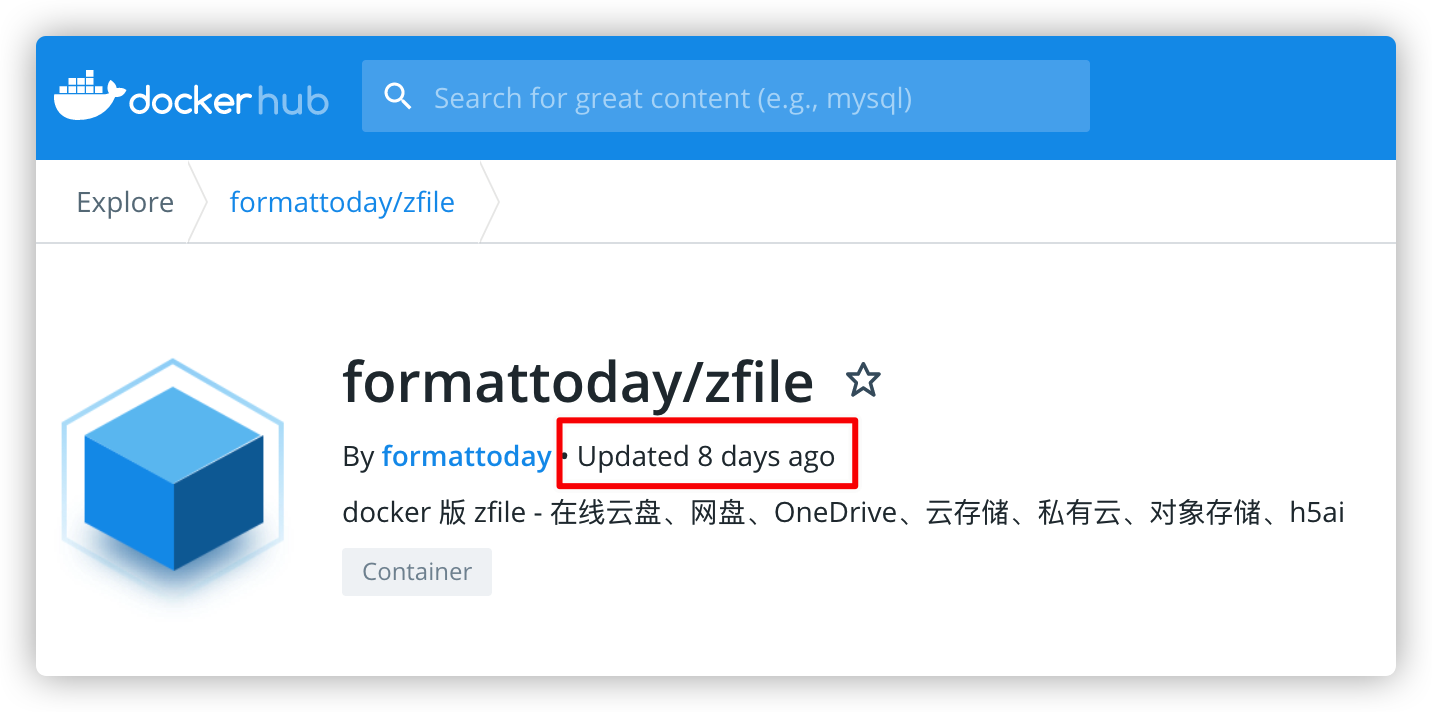 docker hub
Search for great content (e.g., mysql)
Explore
formattoday/zfile
formattoday/zfile
By formattoday • Updated 8 days ago
docker 版 zfile - 在线云盘、网盘、OneDrive、云存储、私有云、对象存储、h5ai
Container